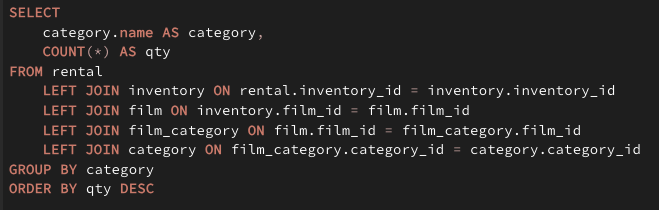 SELECT
category.name AS category,
COUNT(*) AS qty
FROM rental
LEFT JOIN inventory ON rental.inventory_id = inventory.inventory_id
LEFT JOIN film ON inventory.film_id = film.film_id
LEFT JOIN film_category ON film.film_id = film_category.film_id
LEFT JOIN category ON film_category.category_id = category.category_id
GROUP BY category
ORDER BY qty DESC